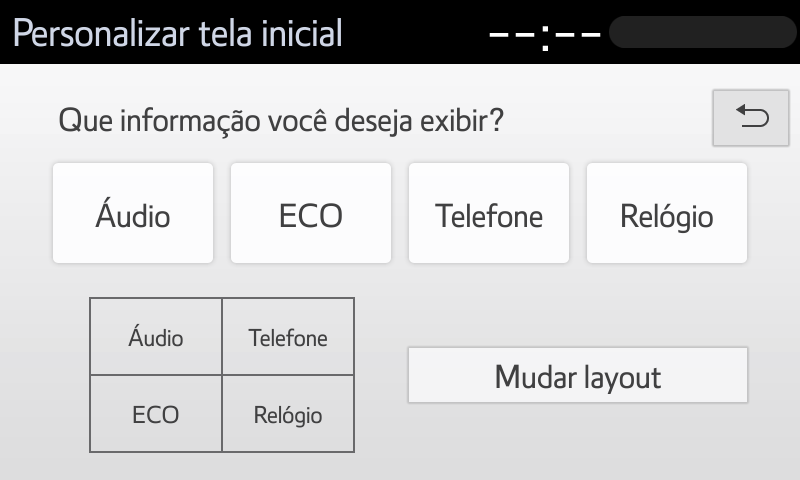 Personalizar tela inicial --:--
Que informação você deseja exibir?
Áudio ECO Telefone Relógio
Áudio Telefone
ECO Relógio
Mudar layout